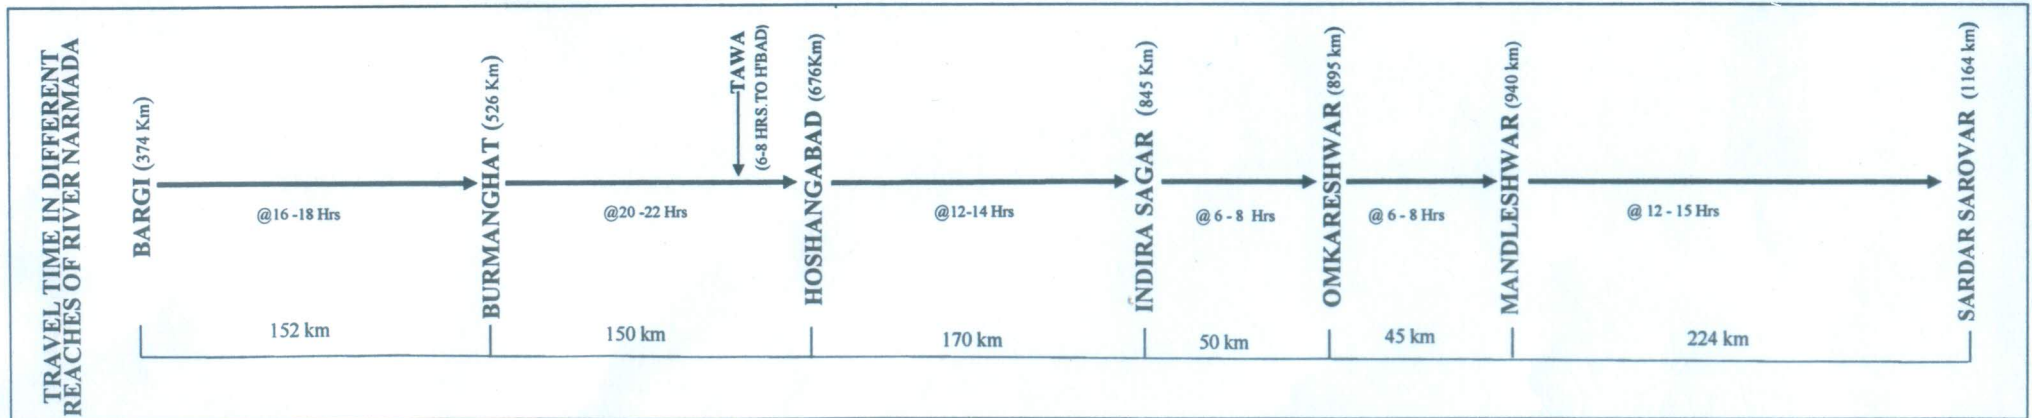 TRAVEL TIME IN DIFFERENT
REACHES OF RIVER NARMADA
BARGI (374 Km)
@16 -18 Hrs
152 km
BURMANGHAT (526 Km)
@20 -22 Hrs
150 km
TAWA
(6-8 HRS.TO H'BAD)
HOSHANGABAD (676Km)
@12-14 Hrs
170 km
INDIRA SAGAR (845 Km)
@ 6 - 8 Hrs
50 km
OMKARESHWAR (895 km)
@ 6 - 8 Hrs
45 km
MANDLESHWAR (940 km)
@ 12 - 15 Hrs
224 km
SARDAR SAROVAR (1164 km)